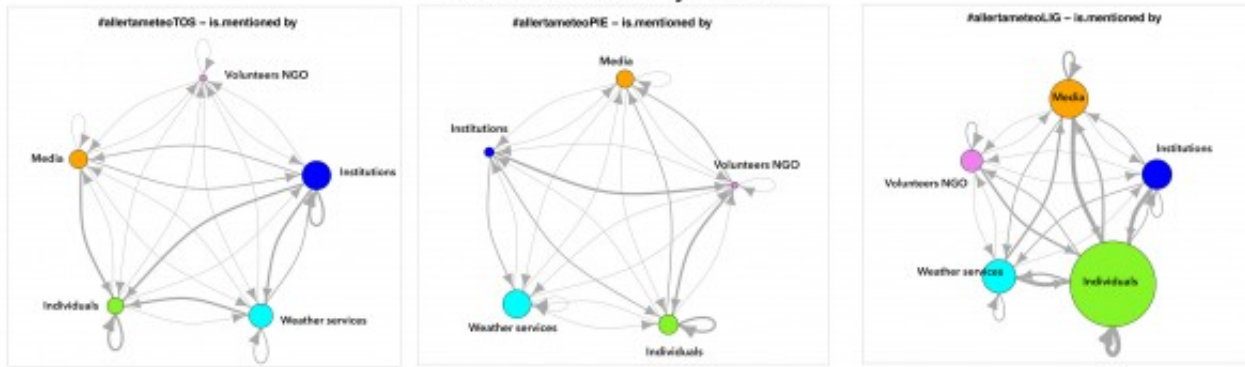 #allertameteoTOS – is.mentioned by
Volunteers NGO
Media
Institutions
Individuals
Weather services
#allertameteoPIE – is.mentioned by
Media
Institutions
Volunteers NGO
Weather services
Individuals
#allertameteoLIG – is.mentioned by
Media
Institutions
Volunteers NGO
Weather services
Individuals